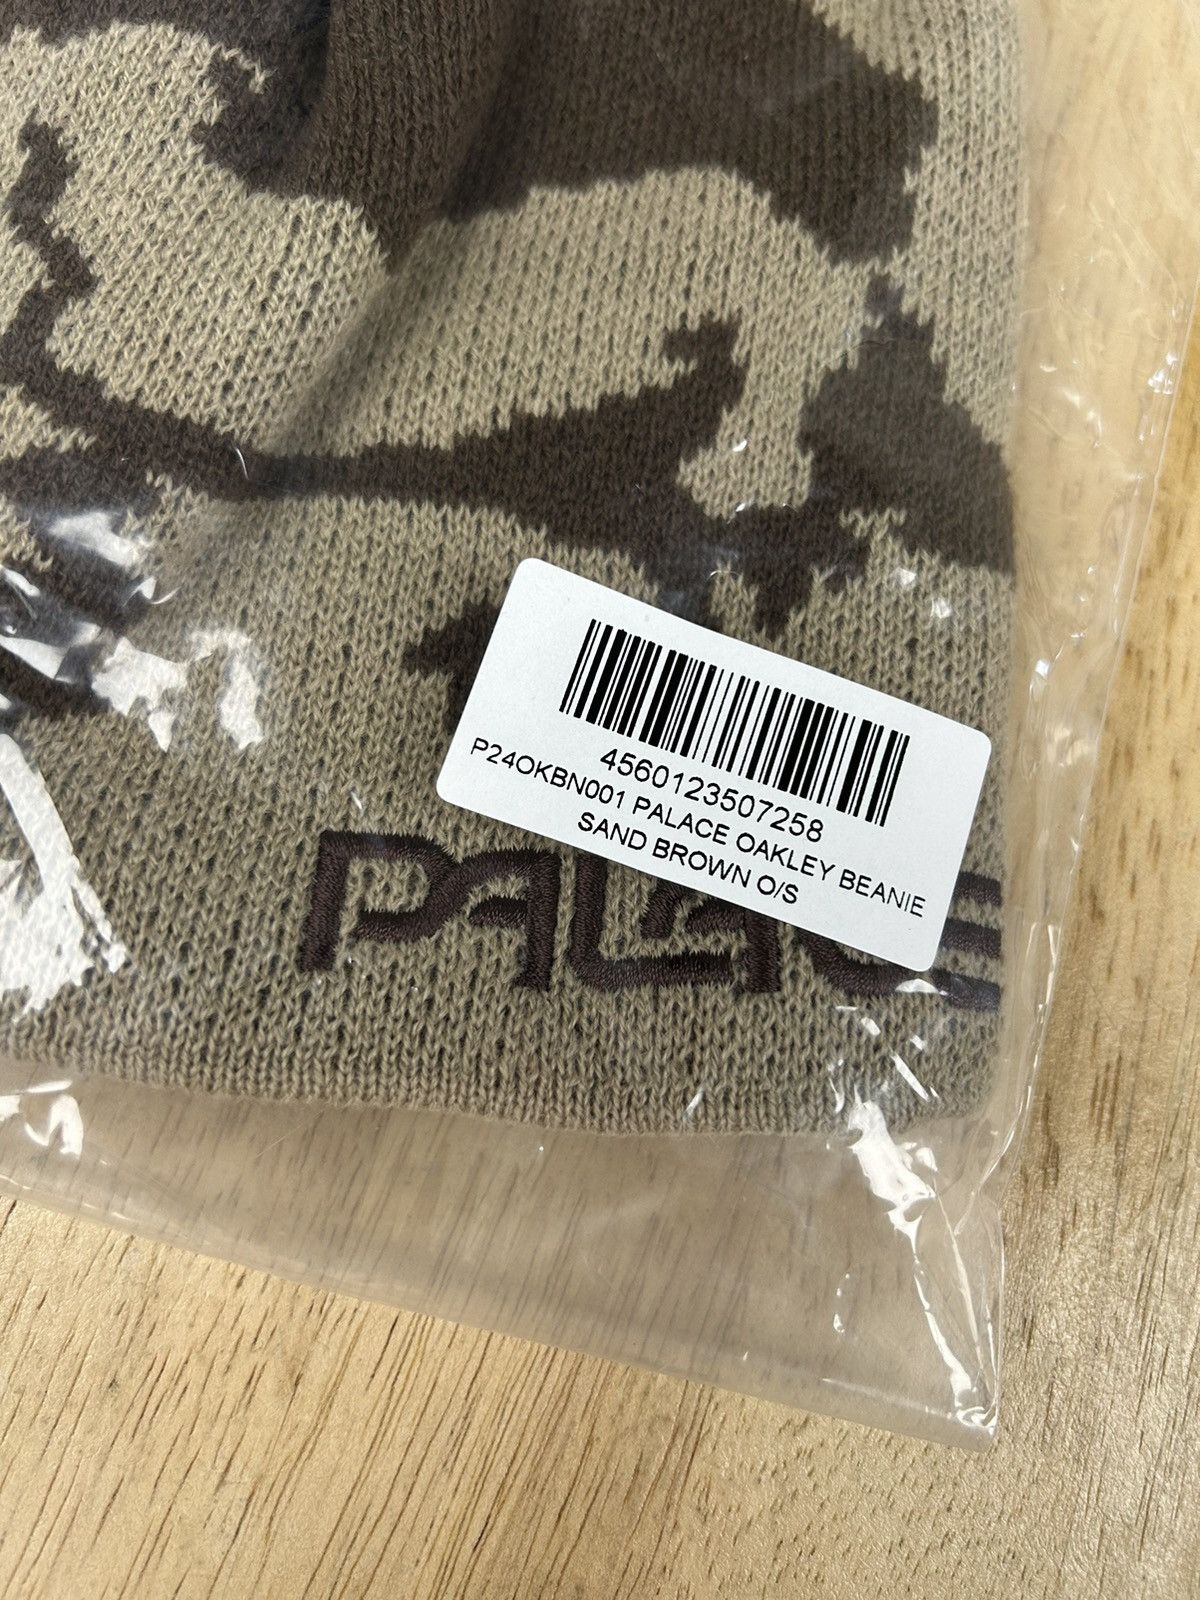 4560123507258
P24OKBN001 PALACE OAKLEY BEANIE
SAND BROWN O/S
PALACE